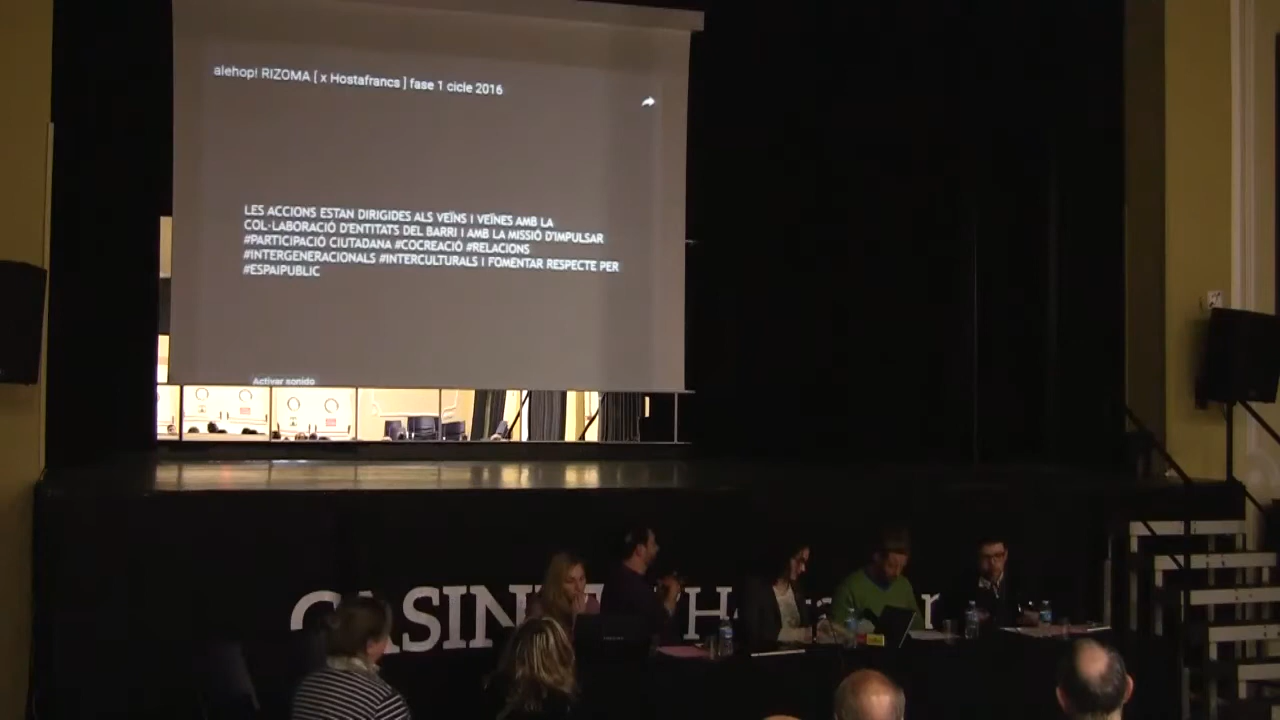 alehop! RIZOMA [ x Hostafrancs ] fase 1 cicle 2016
LES ACCIONS ESTAN DIRIGIDES ALS VEÏNS I VEÏNES AMB LA
COL·LABORACIÓ D'ENTITATS DEL BARRI I AMB LA MISSIÓ D'IMPULSAR
#PARTICIPACIÓ CIUTADANA #COCREACIÓ #RELACIONS
#INTERGENERACIONALS #INTERCULTURALS I FOMENTAR RESPECTE PER
#ESPAIPUBLIC
Activar sonido
CASINET